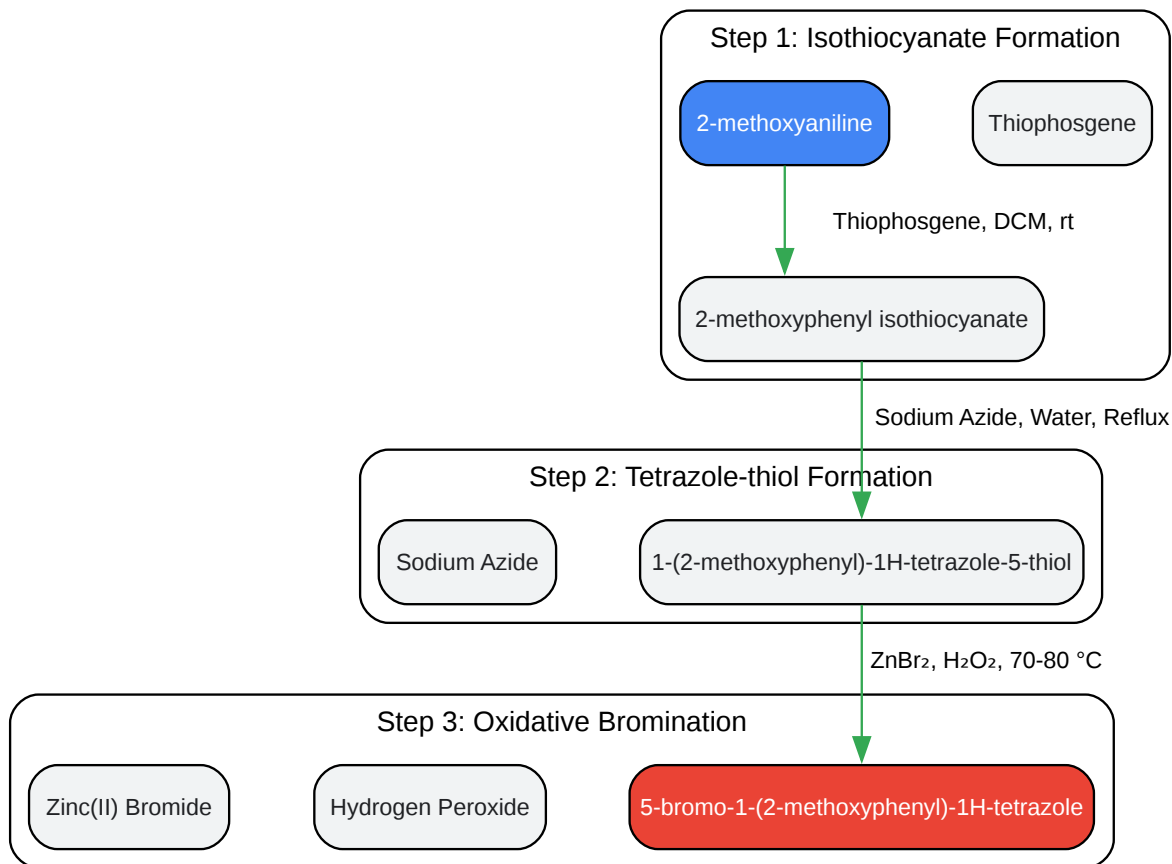 Step 1: Isothiocyanate Formation
2-methoxyaniline
Thiophosgene
Thiophosgene, DCM, rt
2-methoxyphenyl isothiocyanate
Sodium Azide, Water, Reflux
Step 2: Tetrazole-thiol Formation
Sodium Azide
1-(2-methoxyphenyl)-1H-tetrazole-5-thiol
ZnBr₂, H₂O₂, 70-80 °C
Step 3: Oxidative Bromination
Zinc(II) Bromide
Hydrogen Peroxide
5-bromo-1-(2-methoxyphenyl)-1H-tetrazole